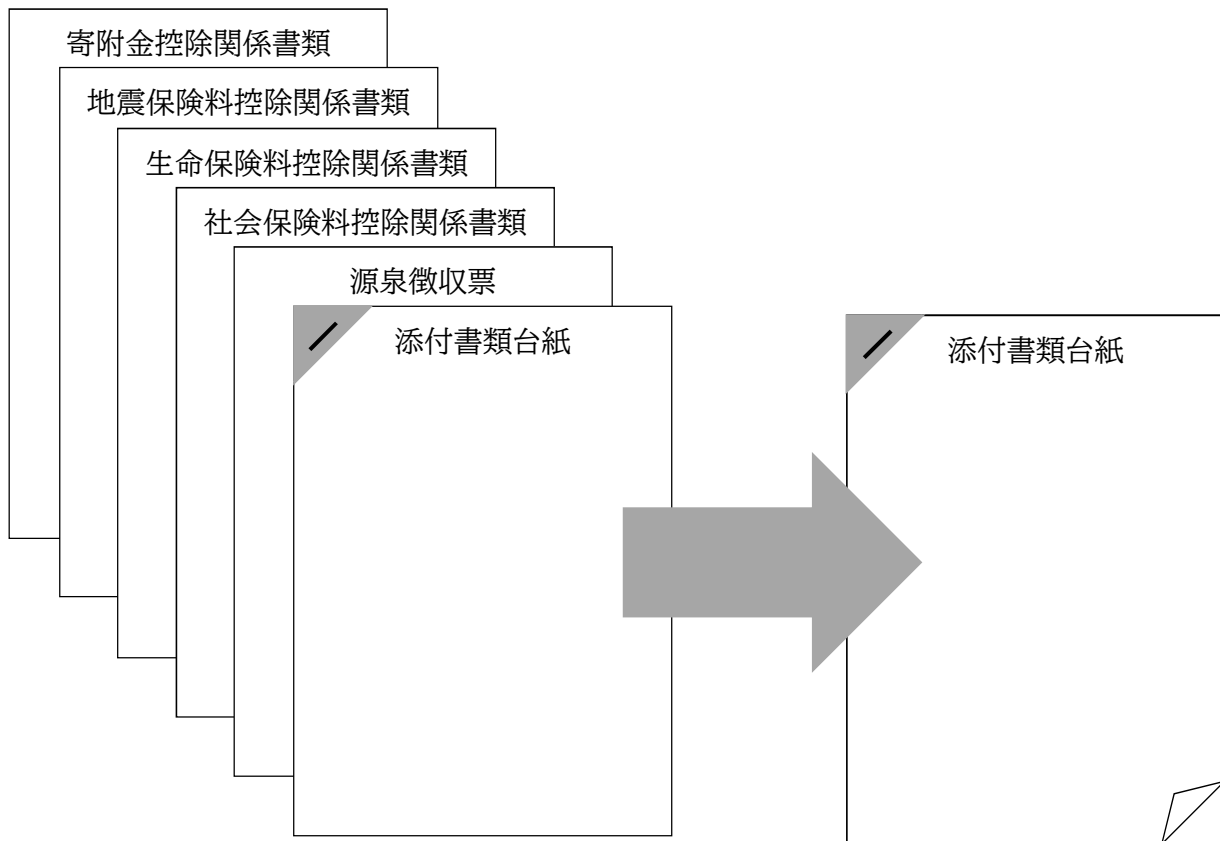 寄附金控除関係書類
地震保険料控除関係書類
生命保険料控除関係書類
社会保険料控除関係書類
源泉徴収票
添付書類台紙
添付書類台紙